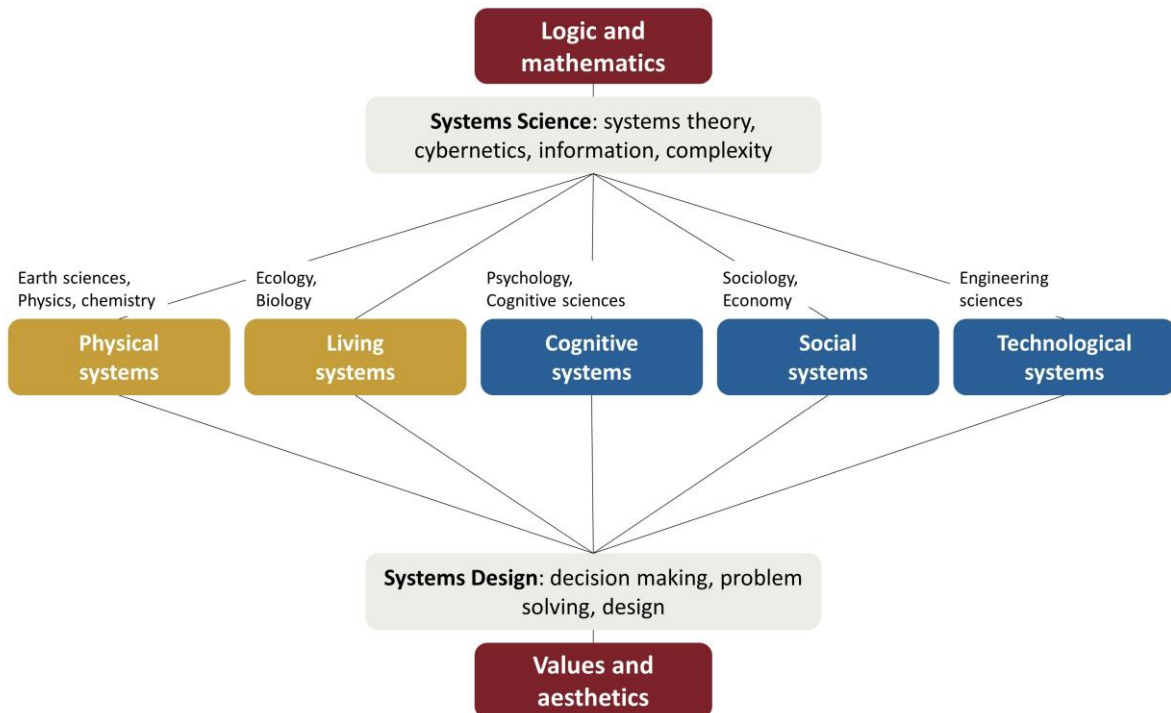 Logic and
mathematics
Systems Science: systems theory,
cybernetics, information, complexity
Earth sciences,
Physics, chemistry
Ecology,
Biology
Psychology,
Cognitive sciences
Sociology,
Economy
Engineering
sciences
Physical
systems
Living
systems
Cognitive
systems
Social
systems
Technological
systems
Systems Design: decision making, problem
solving, design
Values and
aesthetics